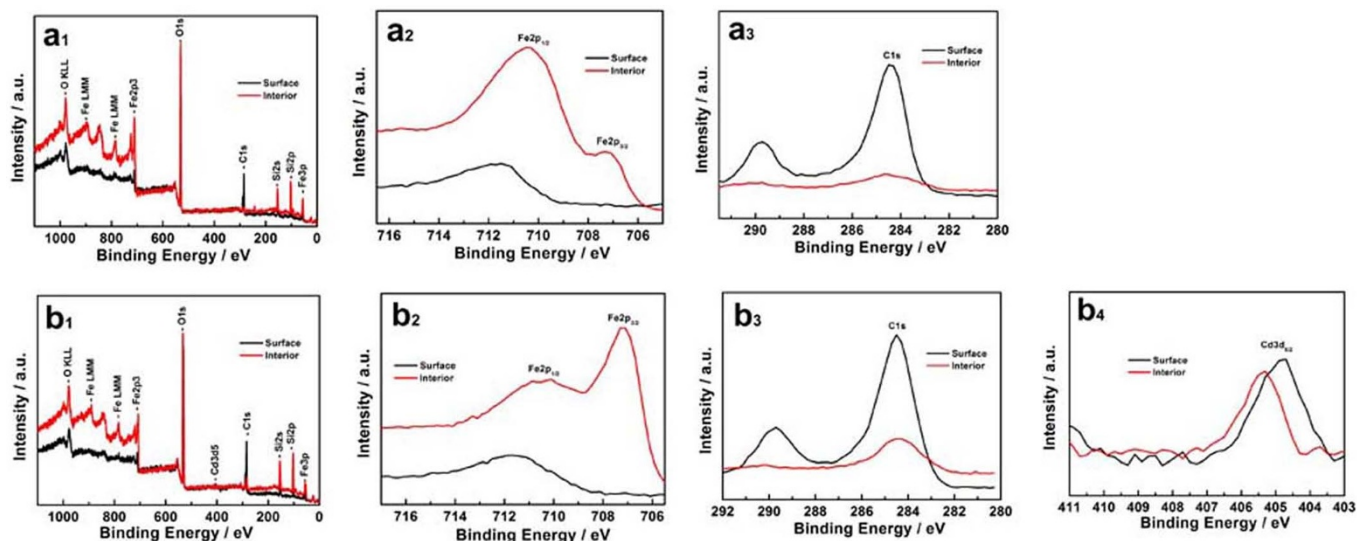 a1
O KLL
Fe LMM
Fe LMM
Fe2p3
O1s
C1s
Si2s
Si2p
Fe3p
Surface
Interior
Intensity / a.u.
1000 800 600 400 200 0
Binding Energy / eV
a2
Fe2p1/2
Fe2p3/2
Surface
Interior
Intensity / a.u.
716 714 712 710 708 706
Binding Energy / eV
a3
C1s
Surface
Interior
Intensity / a.u.
290 288 286 284 282 280
Binding Energy / eV
b1
O KLL
Fe LMM
Fe LMM
Fe2p3
O1s
Cd3d5
C1s
Si2s
Si2p
Fe3p
Surface
Interior
Intensity / a.u.
1000 800 600 400 200 0
Binding Energy / eV
b2
Fe2p1/2
Fe2p3/2
Surface
Interior
Intensity / a.u.
716 714 712 710 708 706
Binding Energy / eV
b3
C1s
Surface
Interior
Intensity / a.u.
292 290 288 286 284 282 280
Binding Energy / eV
b4
Surface
Interior
Intensity / a.u.
411 410 409 408 407 406 405 404 403
Binding Energy / eV